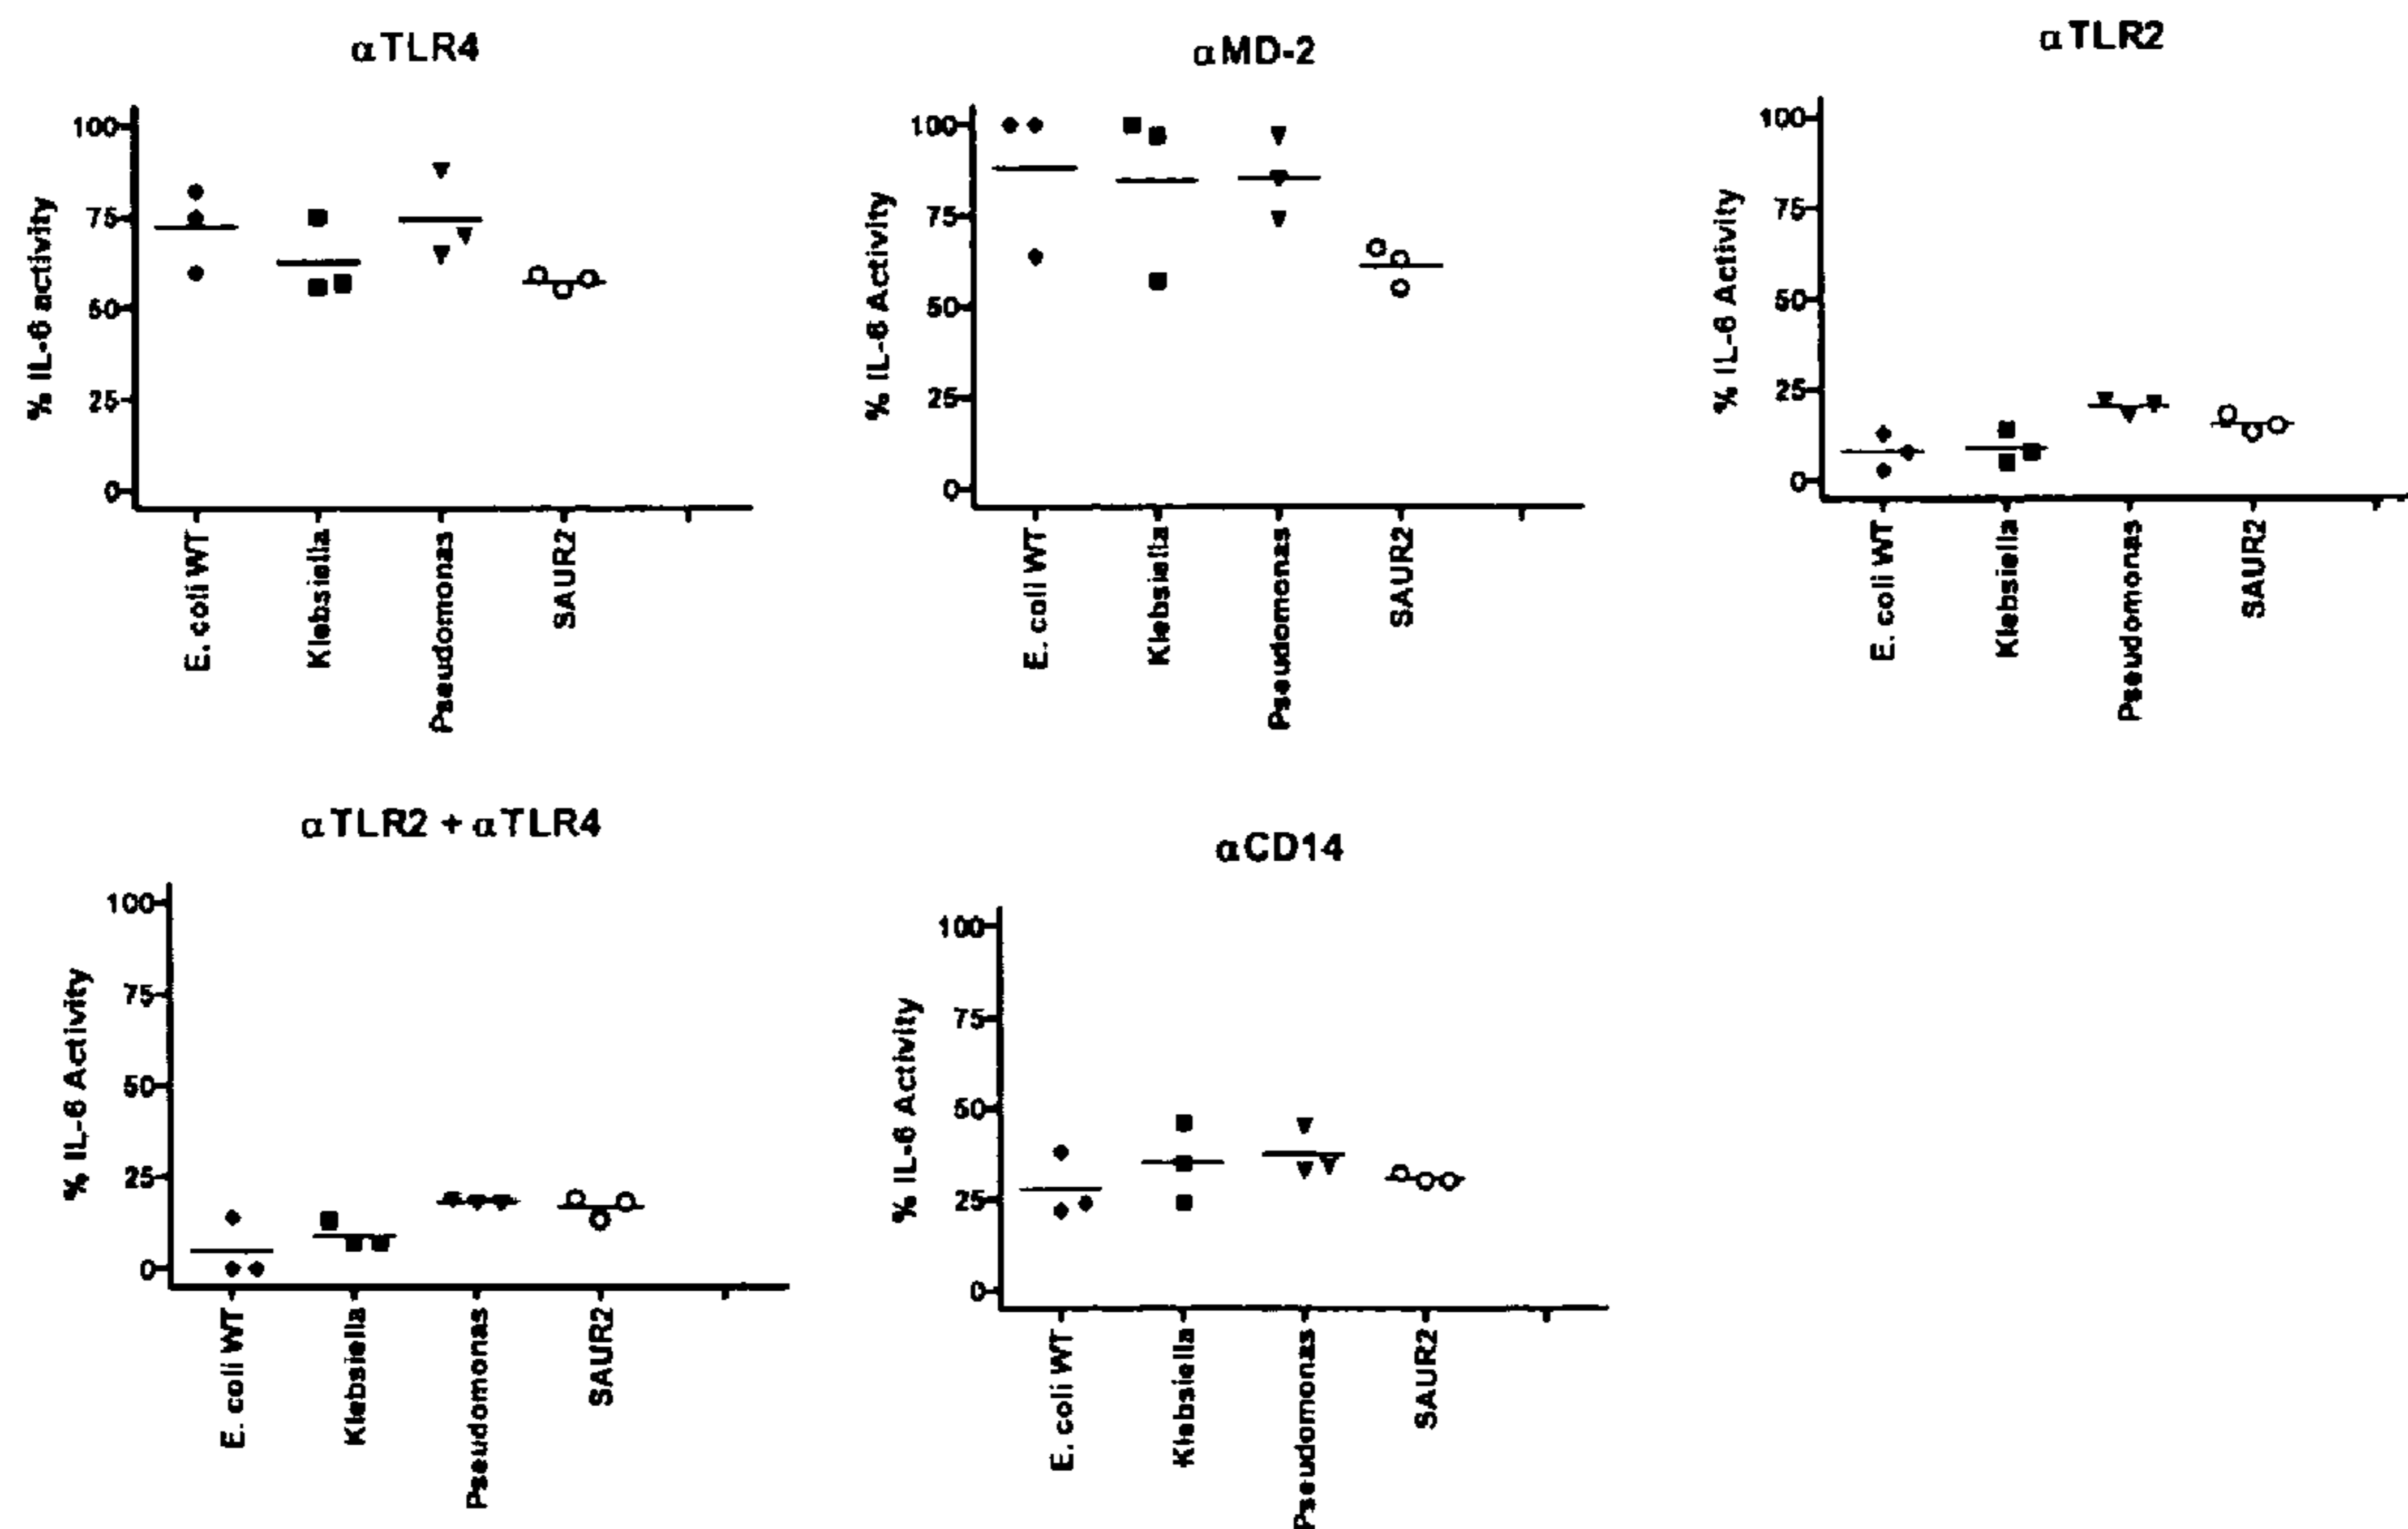 αTLR4
% IL-6 activity
100
75
50
25
0
E. coli WT
Klebsiella
Pseudomonas
SAUR2
αMD-2
% IL-6 Activity
100
75
50
25
0
E. coli WT
Klebsiella
Pseudomonas
SAUR2
αTLR2
% IL-6 Activity
100
75
50
25
0
E. coli WT
Klebsiella
Pseudomonas
SAUR2
αTLR2 + αTLR4
% IL-6 Activity
100
75
50
25
0
E. coli WT
Klebsiella
Pseudomonas
SAUR2
αCD14
% IL-6 Activity
100
75
50
25
0
E. coli WT
Klebsiella
Pseudomonas
SAUR2